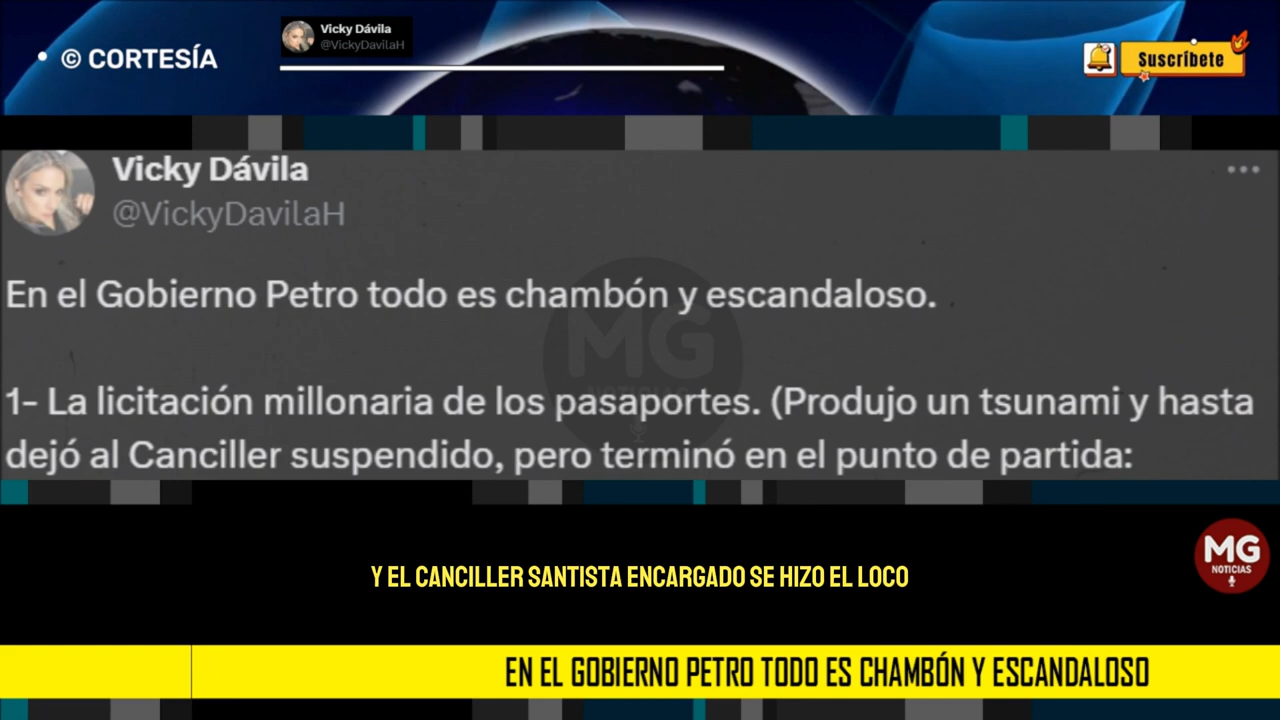 • © CORTESÍA
Vicky Dávila
@VickyDavilaH
Suscríbete
Vicky Dávila
@VickyDavilaH
En el Gobierno Petro todo es chambón y escandaloso.
1- La licitación millonaria de los pasaportes. (Produjo un tsunami y hasta
dejó al Canciller suspendido, pero terminó en el punto de partida:
MG
NOTICIAS
Y EL CANCILLER SANTISTA ENCARGADO SE HIZO EL LOCO
MG
NOTICIAS
EN EL GOBIERNO PETRO TODO ES CHAMBÓN Y ESCANDALOSO